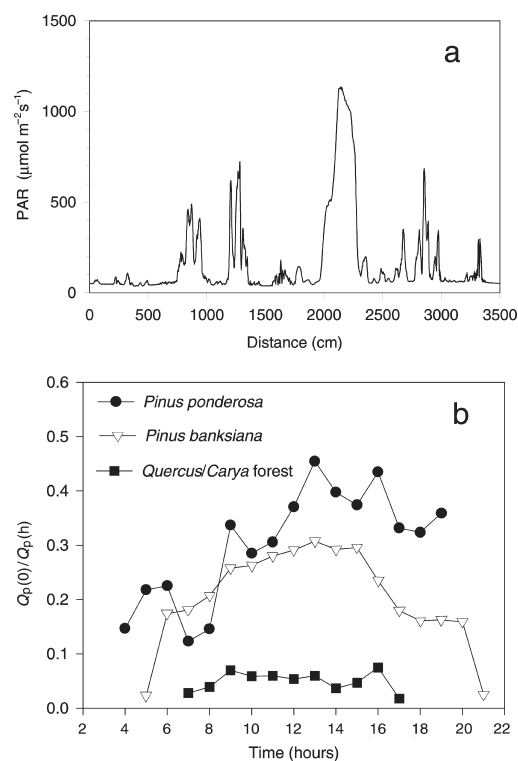 1500
a
1000
PAR (μmol m⁻²s⁻¹)
500
0
0 500 1000 1500 2000 2500 3000 3500
Distance (cm)
0.6
Pinus ponderosa
b
0.5
Pinus banksiana
Quercus/Carya forest
0.4
Qp(0)/Qp(h)
0.3
0.2
0.1
0.0
2 4 6 8 10 12 14 16 18 20 22
Time (hours)